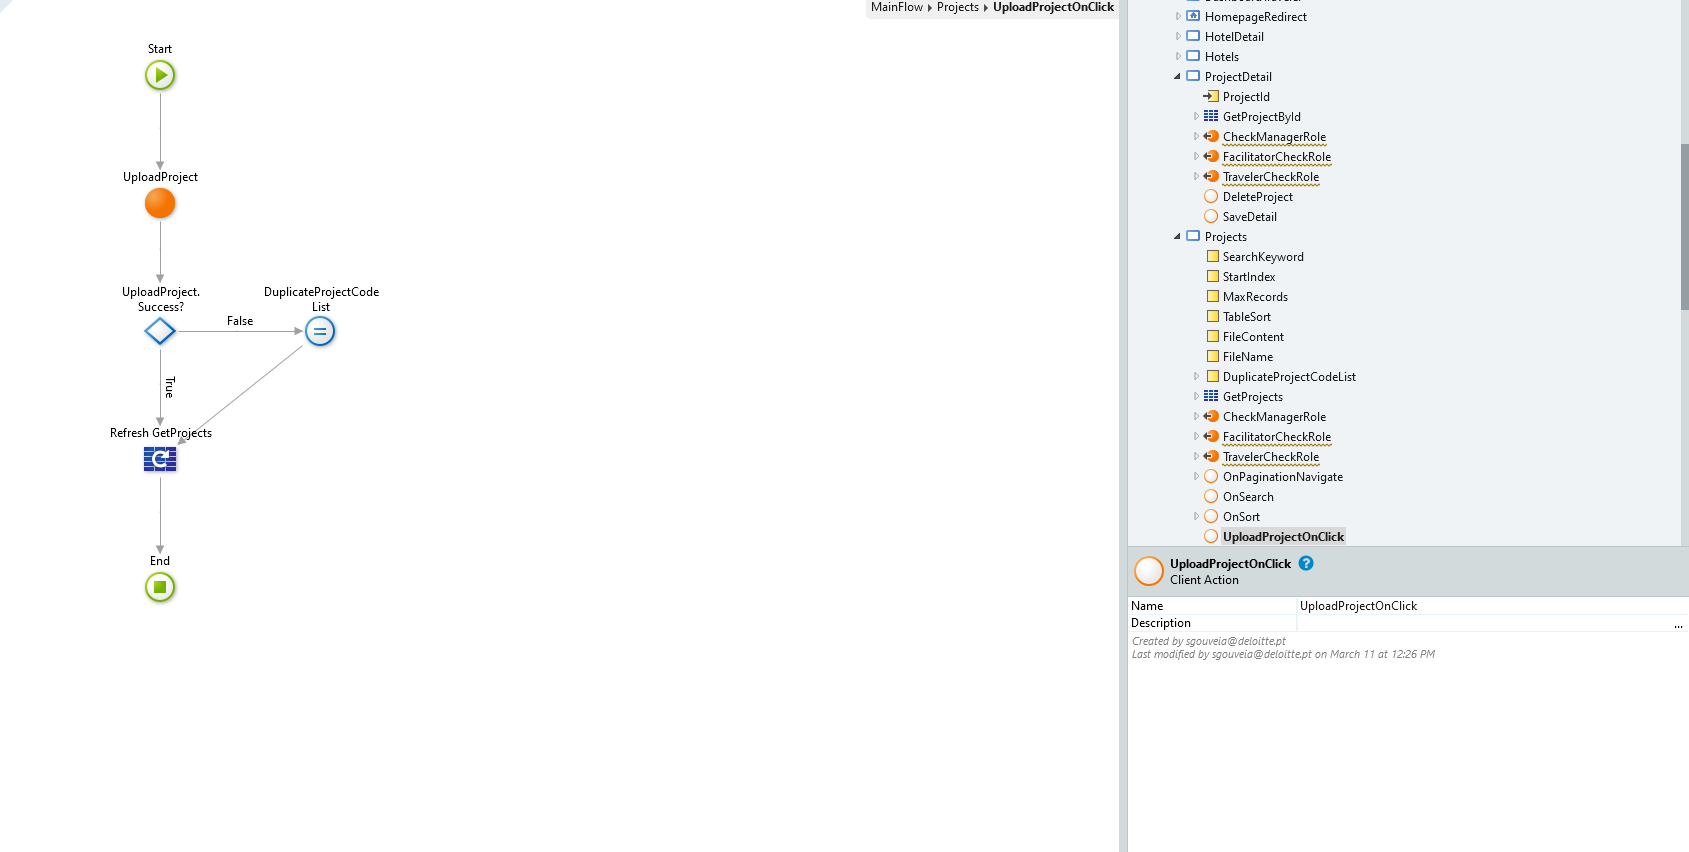 MainFlow Projects UploadProjectOnClick
Start
UploadProject
UploadProject.
Success?
False
DuplicateProjectCode
List
True
Refresh GetProjects
End
HomepageRedirect
HotelDetail
Hotels
ProjectDetail
ProjectId
GetProjectById
CheckManagerRole
FacilitatorCheckRole
TravelerCheckRole
DeleteProject
SaveDetail
Projects
SearchKeyword
StartIndex
MaxRecords
TableSort
FileContent
FileName
DuplicateProjectCodeList
GetProjects
CheckManagerRole
FacilitatorCheckRole
TravelerCheckRole
OnPaginationNavigate
OnSearch
OnSort
UploadProjectOnClick
UploadProjectOnClick ?
Client Action
Name UploadProjectOnClick
Description ...
Created by sgouveia@deloitte.pt
Last modified by sgouveia@deloitte.pt on March 11 at 12:26 PM